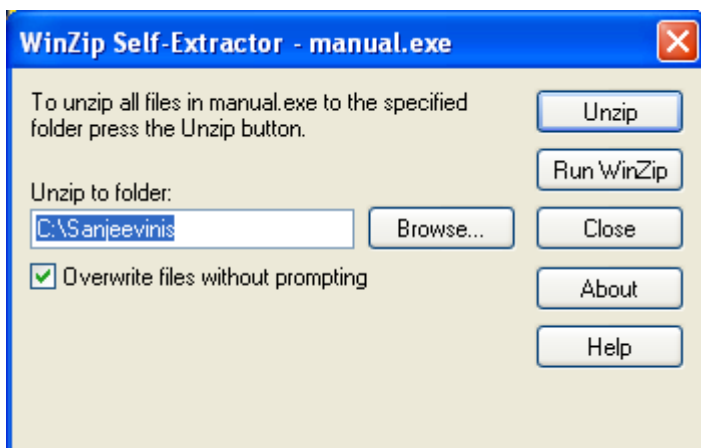 WinZip Self-Extractor - manual.exe
To unzip all files in manual.exe to the specified
folder press the Unzip button.
Unzip to folder:
C:\Sanjeevinis
Browse...
Overwrite files without prompting
Unzip
Run WinZip
Close
About
Help